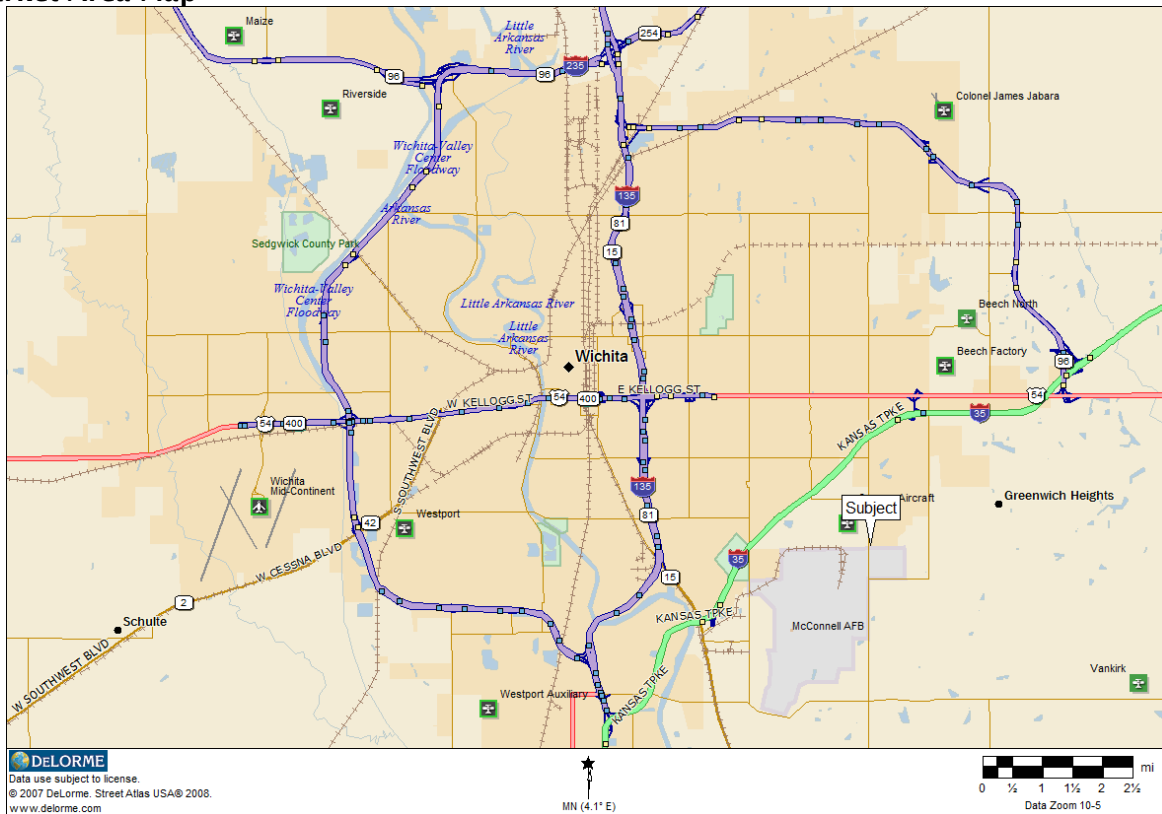 Area Map
Maize
Little
Arkansas
River
254
96
96
235
Riverside
Colonel James Jabara
Wichita-Valley
Center
Floodway
Arkansas
River
135
81
15
Sedgwick County Park
Wichita-Valley
Center
Floodway
Little Arkansas River
Little
Arkansas
River
Beech North
Wichita
Beech Factory
96
E KELLOGG ST
W KELLOGG ST
54
400
54
35
54
400
KANSAS TPKE
S SOUTHWEST BLVD
Wichita
Mid-Continent
135
Aircraft
Greenwich Heights
Subject
42
Westport
81
35
W CESSNA BLVD
15
2
Schulte
KANSAS TPKE
McConnell AFB
W SOUTHWEST BLVD
KANSAS TPKE
Vankirk
Westport Auxiliary
DELORME
Data use subject to license.
© 2007 DeLorme. Street Atlas USA® 2008.
www.delorme.com
MN (4.1° E)
mi
0 ½ 1 1½ 2 2½
Data Zoom 10-5